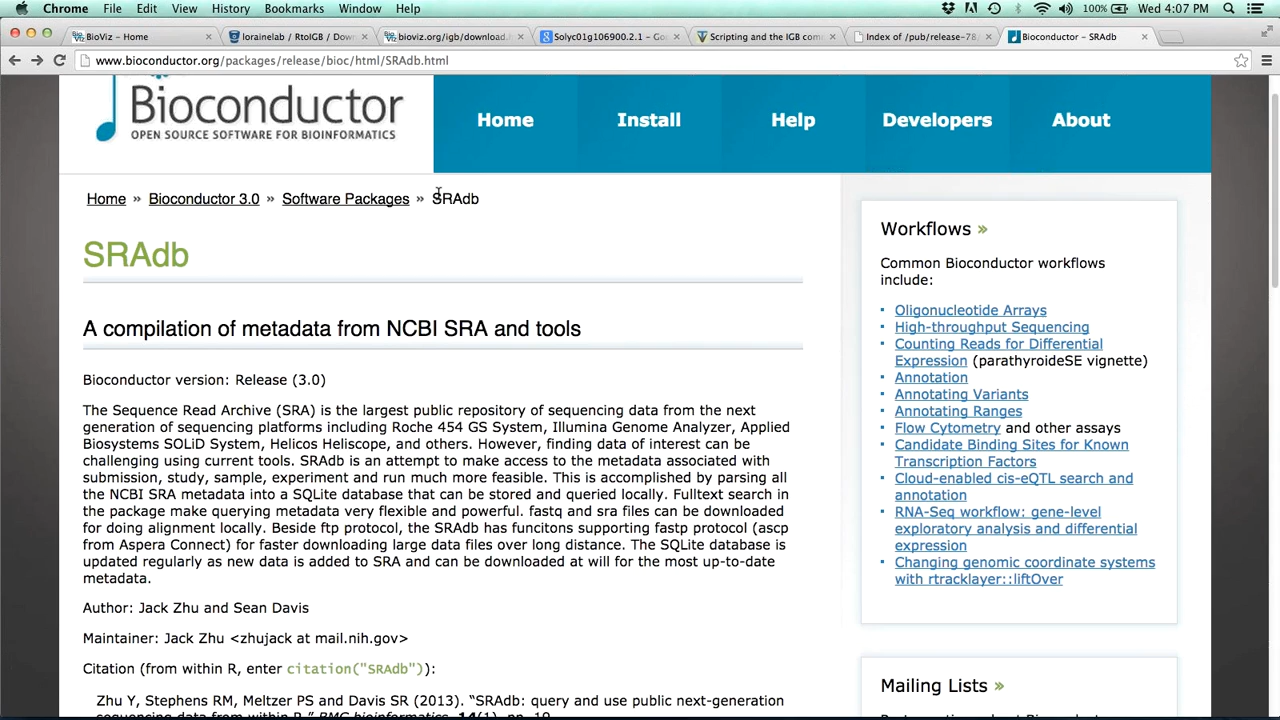 Chrome File Edit View History Bookmarks Window Help 100% Wed 4:07 PM
BioViz - Home
lorainelab / RtoIGB / Down
bioviz.org/igb/download.
Solyc01g106900.2.1 - Goo
Scripting and the IGB com
Index of /pub/release-78/
Bioconductor - SRAdb
www.bioconductor.org/packages/release/bioc/html/SRAdb.html
Bioconductor
OPEN SOURCE SOFTWARE FOR BIOINFORMATICS
Home Install Help Developers About
Home » Bioconductor 3.0 » Software Packages » SRAdb
SRAdb
A compilation of metadata from NCBI SRA and tools
Bioconductor version: Release (3.0)
The Sequence Read Archive (SRA) is the largest public repository of sequencing data from the next
generation of sequencing platforms including Roche 454 GS System, Illumina Genome Analyzer, Applied
Biosystems SOLiD System, Helicos Heliscope, and others. However, finding data of interest can be
challenging using current tools. SRAdb is an attempt to make access to the metadata associated with
submission, study, sample, experiment and run much more feasible. This is accomplished by parsing all
the NCBI SRA metadata into a SQLite database that can be stored and queried locally. Fulltext search in
the package make querying metadata very flexible and powerful. fastq and sra files can be downloaded
for doing alignment locally. Beside ftp protocol, the SRAdb has funcitons supporting fastp protocol (ascp
from Aspera Connect) for faster downloading large data files over long distance. The SQLite database is
updated regularly as new data is added to SRA and can be downloaded at will for the most up-to-date
metadata.
Author: Jack Zhu and Sean Davis
Maintainer: Jack Zhu <zhujack at mail.nih.gov>
Citation (from within R, enter citation("SRAdb")):
Zhu Y, Stephens RM, Meltzer PS and Davis SR (2013). “SRAdb: query and use public next-generation
sequencing data from within R.” BMC bioinformatics, 14(1), pp. 19.
Workflows »
Common Bioconductor workflows
include:
Oligonucleotide Arrays
High-throughput Sequencing
Counting Reads for Differential
Expression (parathyroideSE vignette)
Annotation
Annotating Variants
Annotating Ranges
Flow Cytometry and other assays
Candidate Binding Sites for Known
Transcription Factors
Cloud-enabled cis-eQTL search and
annotation
RNA-Seq workflow: gene-level
exploratory analysis and differential
expression
Changing genomic coordinate systems
with rtracklayer::liftOver
Mailing Lists »